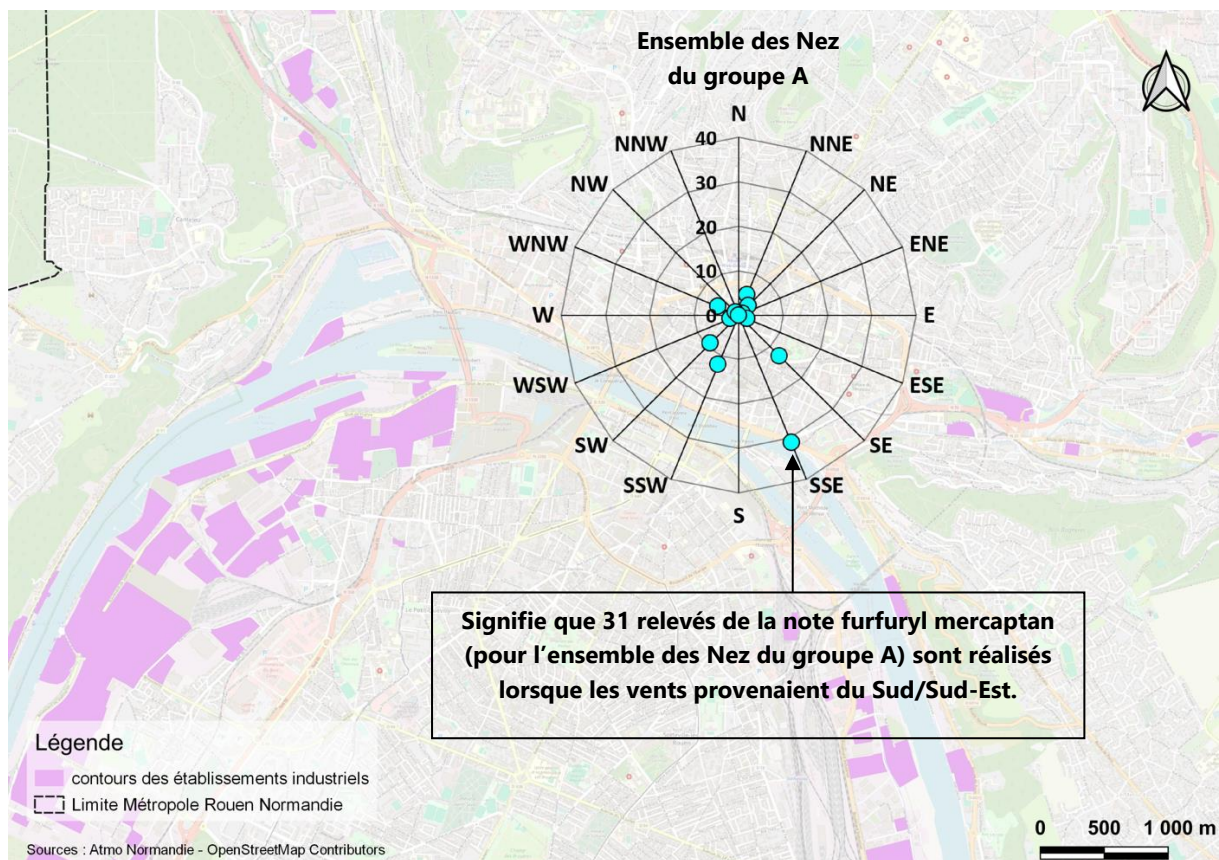 Ensemble des Nez
du groupe A
N
NNW
40
NNE
NW
30
NE
WNW
20
ENE
10
W
0
E
WSW
ESE
SW
SE
SSW
SSE
S
Signifie que 31 relevés de la note furfuryl mercaptan
(pour l’ensemble des Nez du groupe A) sont réalisés
lorsque les vents provenaient du Sud/Sud-Est.
Légende
contours des établissements industriels
Limite Métropole Rouen Normandie
0 500 1 000 m
Sources : Atmo Normandie - OpenStreetMap Contributors